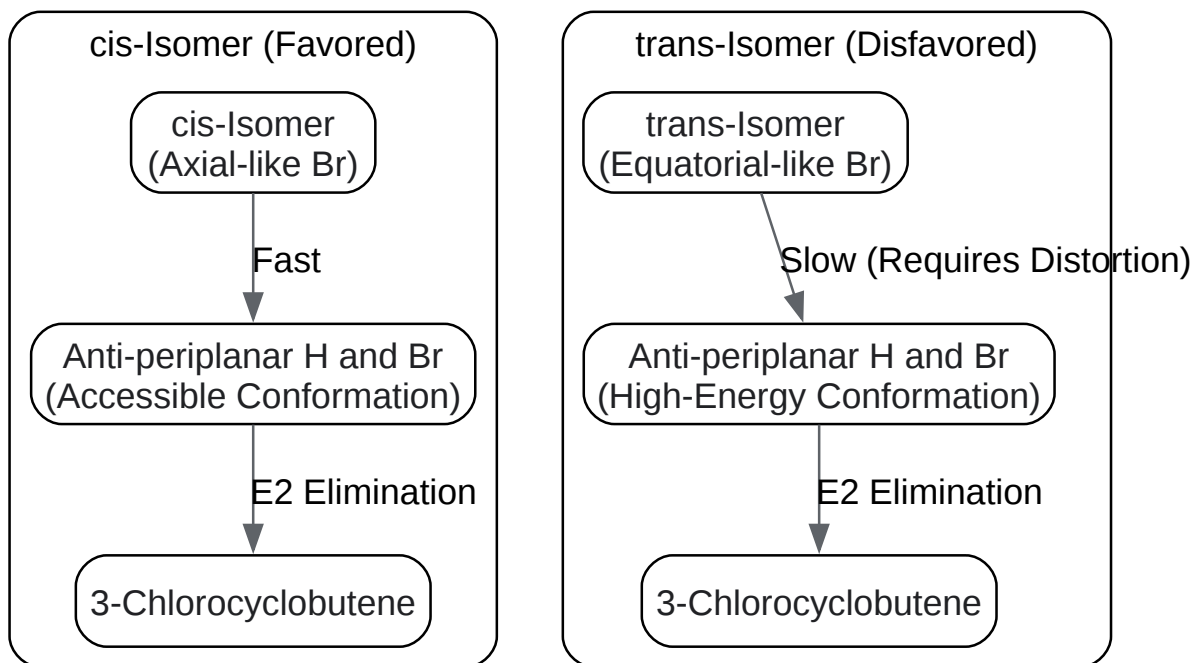 cis-Isomer (Favored)
cis-Isomer
(Axial-like Br)
Fast
Anti-periplanar H and Br
(Accessible Conformation)
E2 Elimination
3-Chlorocyclobutene
trans-Isomer (Disfavored)
trans-Isomer
(Equatorial-like Br)
Slow (Requires Distortion)
Anti-periplanar H and Br
(High-Energy Conformation)
E2 Elimination
3-Chlorocyclobutene